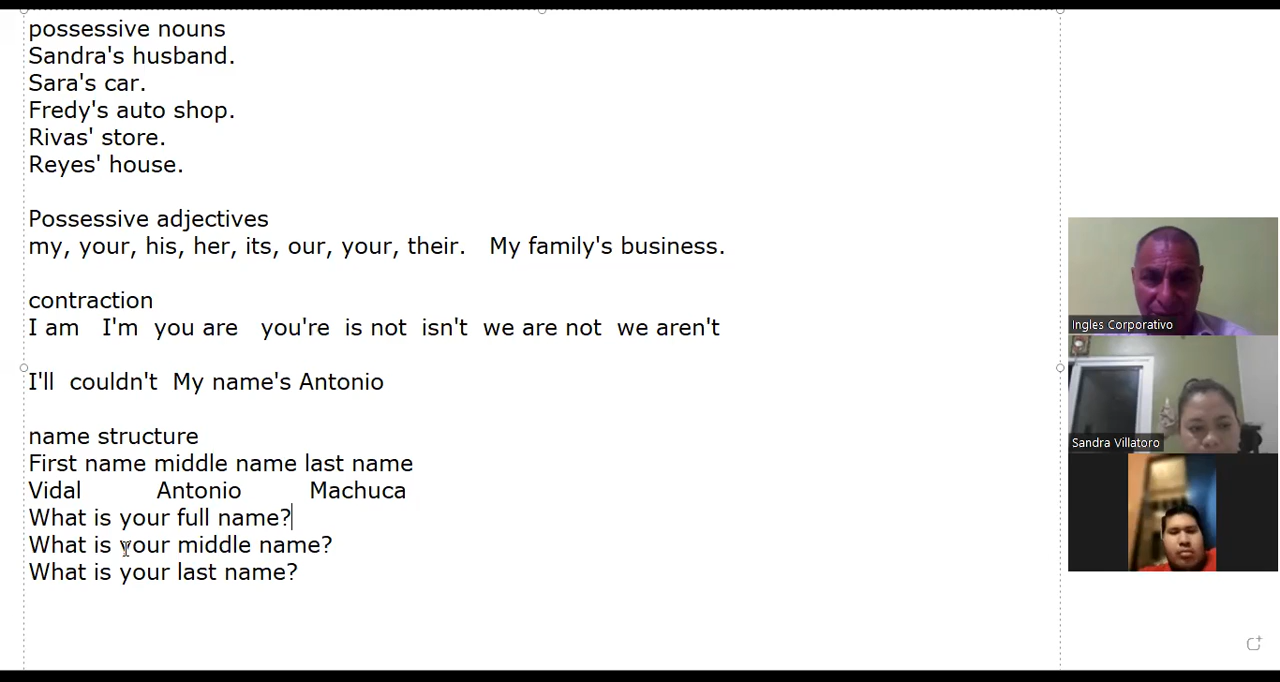 possessive nouns
Sandra's husband.
Sara's car.
Fredy's auto shop.
Rivas' store.
Reyes' house.
Possessive adjectives
my, your, his, her, its, our, your, their.   My family's business.
contraction
I am   I'm  you are   you're  is not  isn't  we are not  we aren't
I'll  couldn't  My name's Antonio
name structure
First name middle name last name
Vidal          Antonio         Machuca
What is your full name?
What is your middle name?
What is your last name?
Ingles Corporativo
Sandra Villatoro